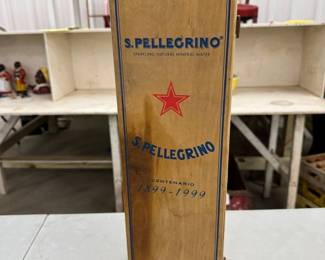 S.PELLEGRINO®
SPARKLING NATURAL MINERAL WATER
S.PELLEGRINO
CENTENARIO
1899-1999